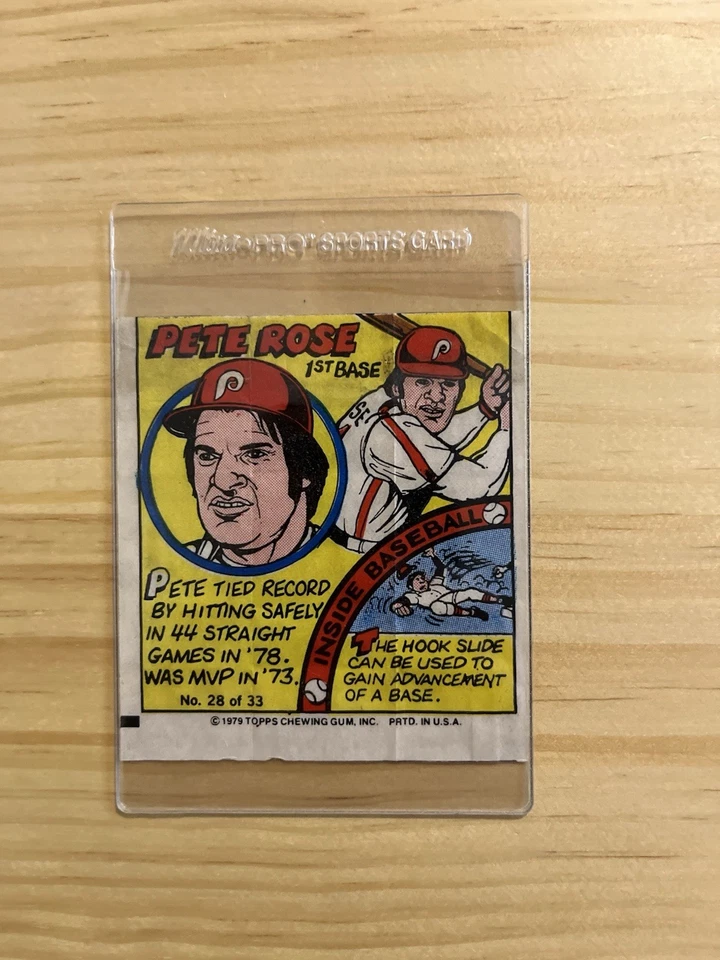 SPORTS CARD
PETE ROSE
1ST BASE
P
P
SE
INSIDE BASEBALL
PETE TIED RECORD
BY HITTING SAFELY
IN 44 STRAIGHT
GAMES IN '78.
WAS MVP IN '73.
No. 28 of 33
THE HOOK SLIDE
CAN BE USED TO
GAIN ADVANCEMENT
OF A BASE.
© 1979 TOPPS CHEWING GUM, INC. PRTD. IN U.S.A.